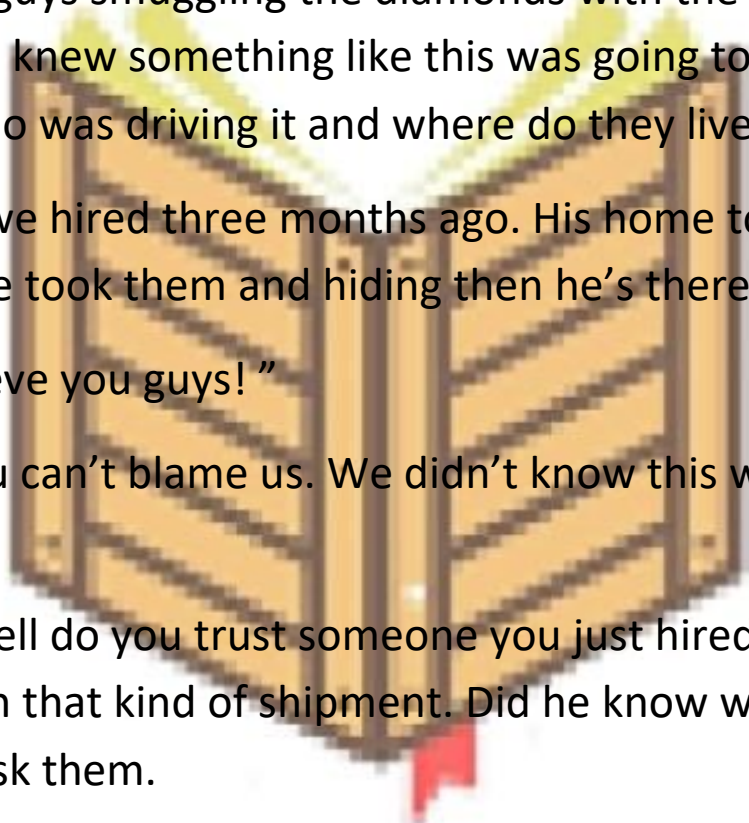 guys smuggling the diamonds with the
knew something like this was going to
o was driving it and where do they live
ve hired three months ago. His home to
e took them and hiding then he’s there
eve you guys! ”
u can’t blame us. We didn’t know this w
ell do you trust someone you just hired
n that kind of shipment. Did he know w
sk them.